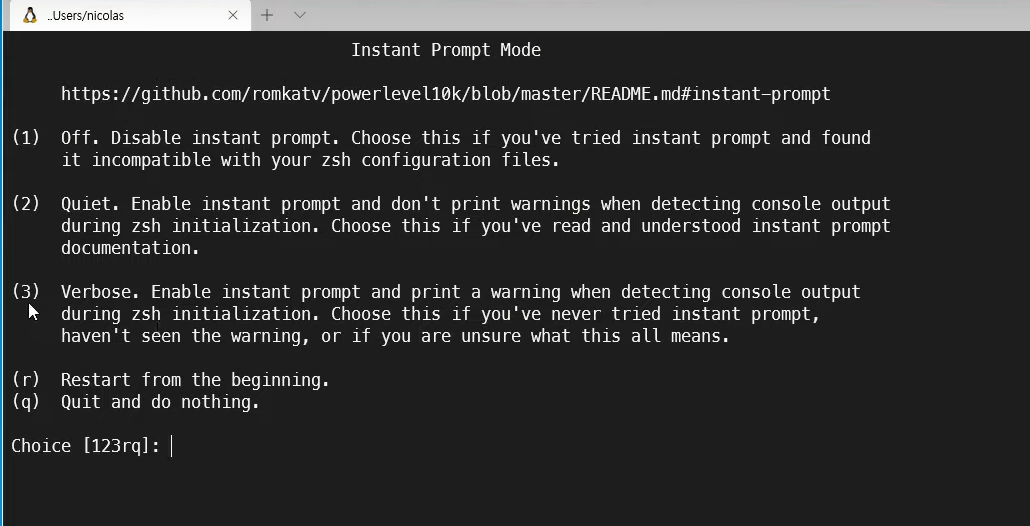 ..Users/nicolas
Instant Prompt Mode
https://github.com/romkatv/powerlevel10k/blob/master/README.md#instant-prompt
(1) Off. Disable instant prompt. Choose this if you've tried instant prompt and found
it incompatible with your zsh configuration files.
(2) Quiet. Enable instant prompt and don't print warnings when detecting console output
during zsh initialization. Choose this if you've read and understood instant prompt
documentation.
(3) Verbose. Enable instant prompt and print a warning when detecting console output
during zsh initialization. Choose this if you've never tried instant prompt,
haven't seen the warning, or if you are unsure what this all means.
(r) Restart from the beginning.
(q) Quit and do nothing.
Choice [123rq]: